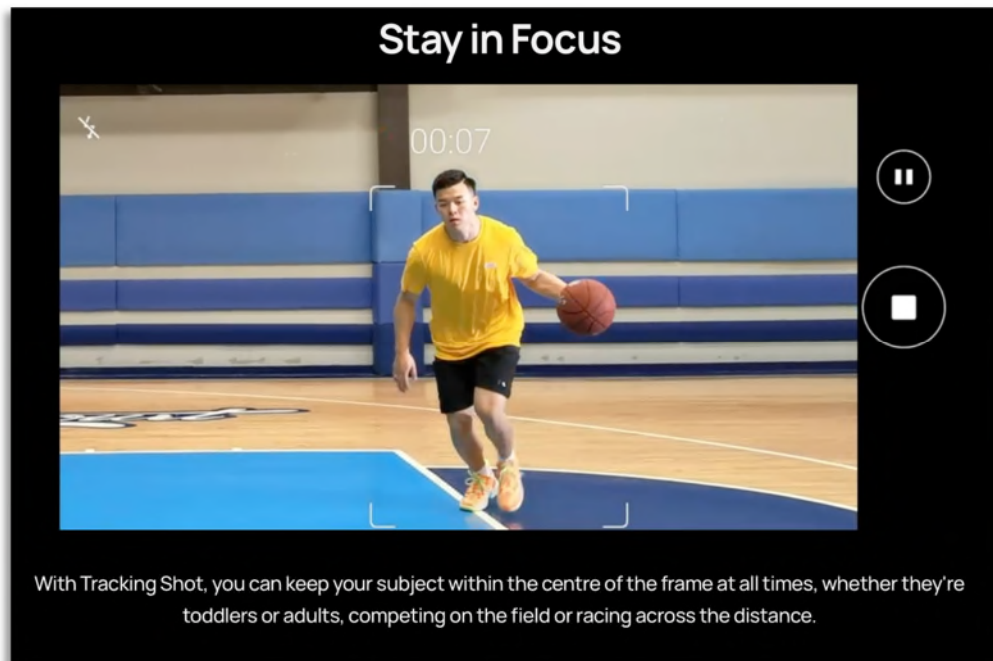 Stay in Focus
00:07
With Tracking Shot, you can keep your subject within the centre of the frame at all times, whether they're
toddlers or adults, competing on the field or racing across the distance.